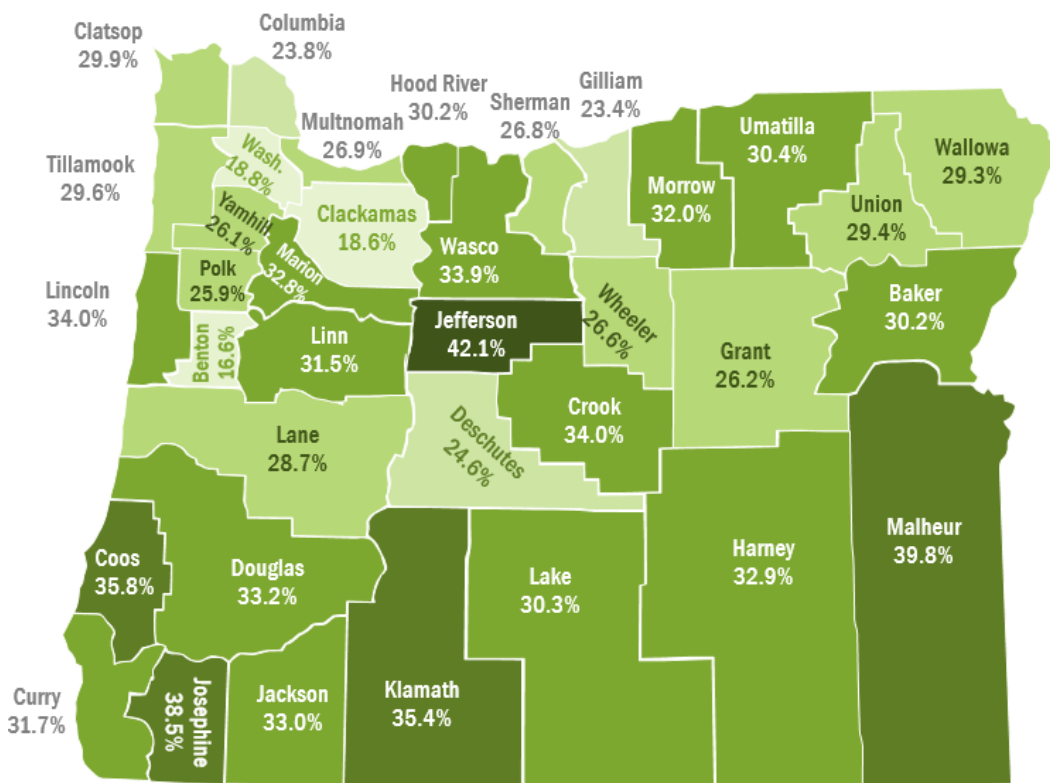 Clatsop
29.9%
Columbia
23.8%
Hood River
30.2%
Gilliam
23.4%
Sherman
26.8%
Multnomah
26.9%
Umatilla
30.4%
Wallowa
29.3%
Tillamook
29.6%
Wash.
18.8%
Morrow
32.0%
Union
29.4%
Yamhill
26.1%
Clackamas
18.6%
Marion
32.8%
Wasco
33.9%
Polk
25.9%
Lincoln
34.0%
Baker
30.2%
Wheeler
26.6%
Jefferson
42.1%
Benton
16.6%
Linn
31.5%
Grant
26.2%
Crook
34.0%
Deschutes
24.6%
Lane
28.7%
Malheur
39.8%
Coos
35.8%
Douglas
33.2%
Harney
32.9%
Lake
30.3%
Curry
31.7%
Josephine
38.5%
Jackson
33.0%
Klamath
35.4%